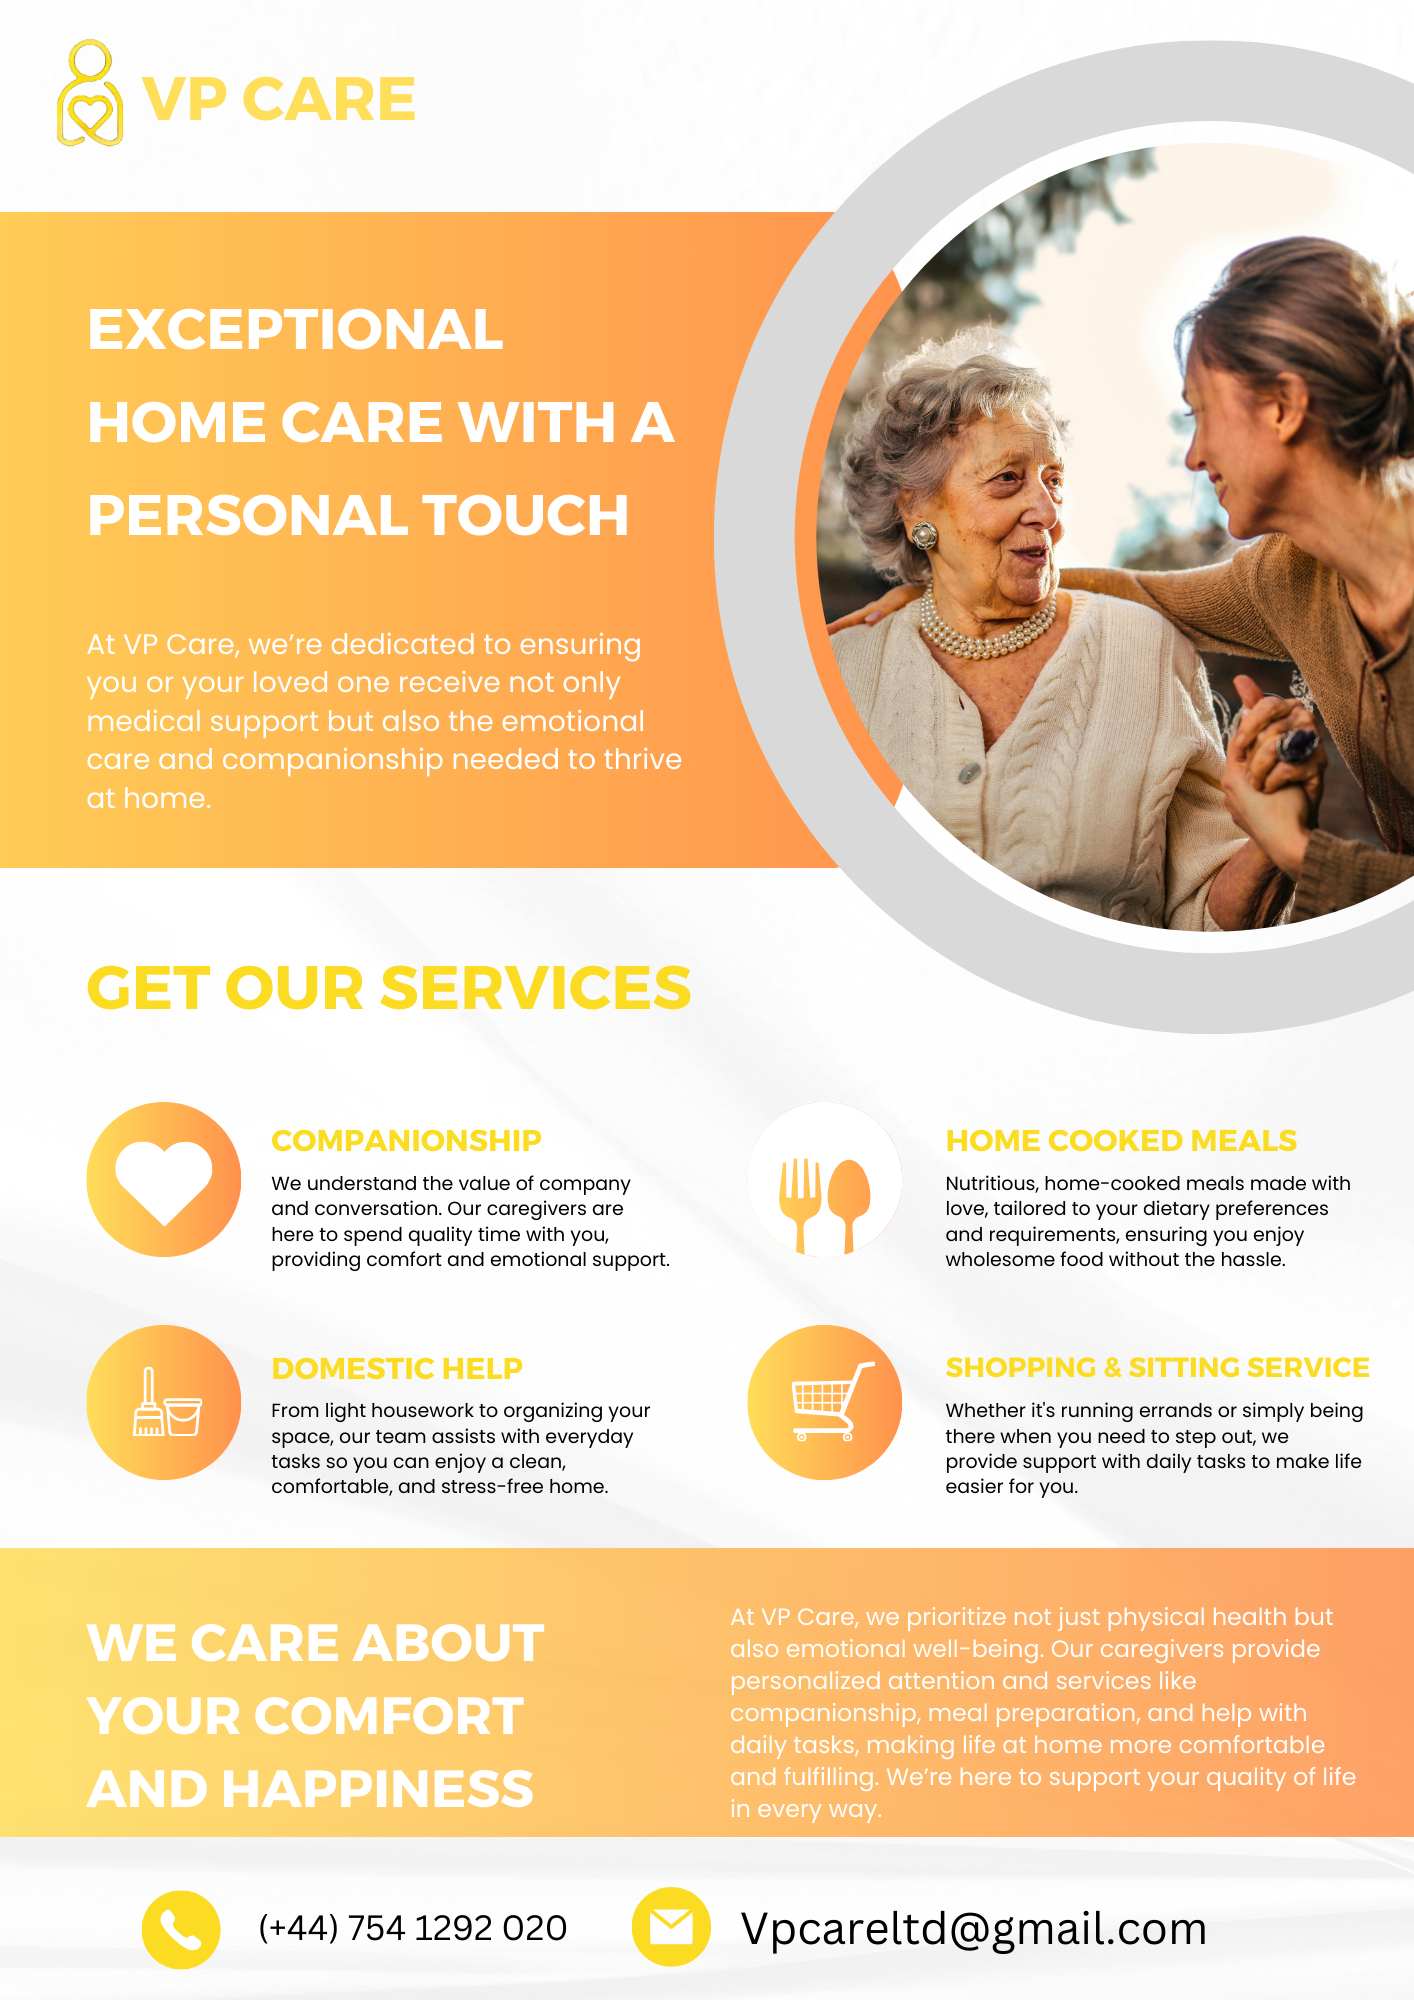 VP CARE
EXCEPTIONAL
HOME CARE WITH A
PERSONAL TOUCH
At VP Care, we’re dedicated to ensuring
you or your loved one receive not only
medical support but also the emotional
care and companionship needed to thrive
at home.
GET OUR SERVICES
COMPANIONSHIP
We understand the value of company
and conversation. Our caregivers are
here to spend quality time with you,
providing comfort and emotional support.
HOME COOKED MEALS
Nutritious, home-cooked meals made with
love, tailored to your dietary preferences
and requirements, ensuring you enjoy
wholesome food without the hassle.
DOMESTIC HELP
From light housework to organizing your
space, our team assists with everyday
tasks so you can enjoy a clean,
comfortable, and stress-free home.
SHOPPING & SITTING SERVICE
Whether it's running errands or simply being
there when you need to step out, we
provide support with daily tasks to make life
easier for you.
WE CARE ABOUT
YOUR COMFORT
AND HAPPINESS
At VP Care, we prioritize not just physical health but
also emotional well-being. Our caregivers provide
personalized attention and services like
companionship, meal preparation, and help with
daily tasks, making life at home more comfortable
and fulfilling. We’re here to support your quality of life
in every way.
(+44) 754 1292 020
Vpcareltd@gmail.com